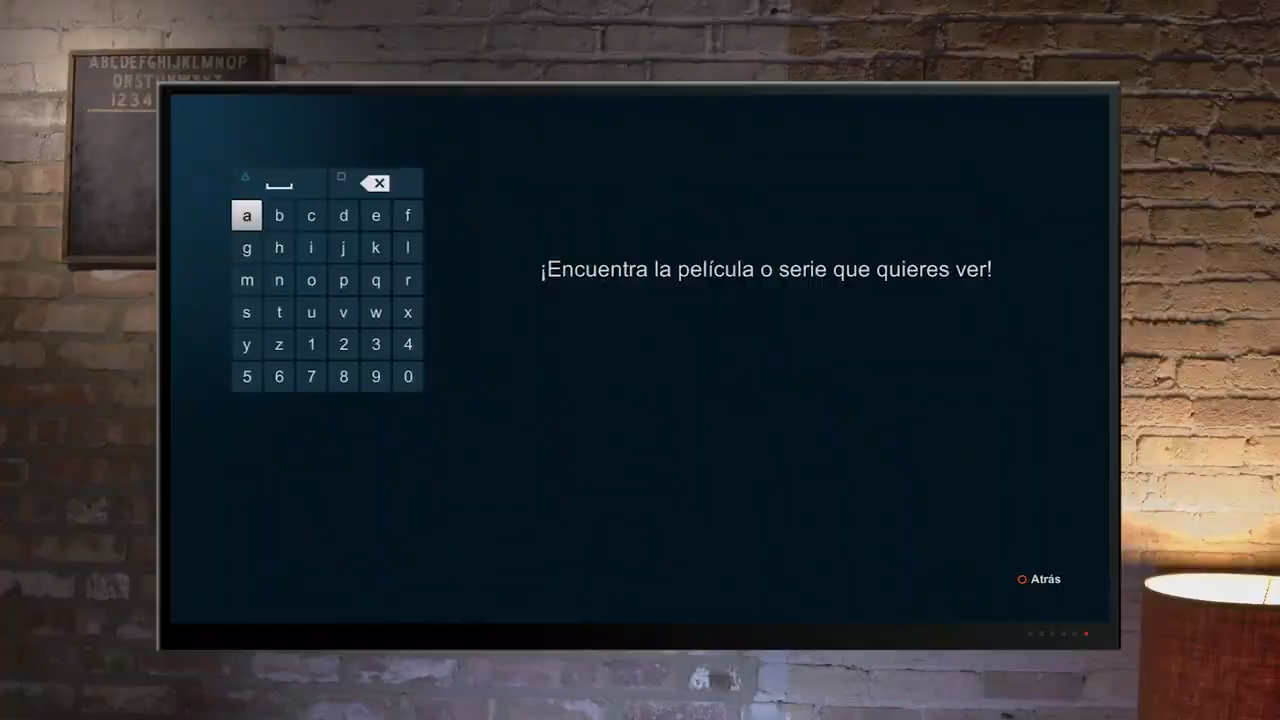 ABCDEFGHIJKLMNOP
1234
a b c d e f
g h i j k l
m n o p q r
s t u v w x
y z 1 2 3 4
5 6 7 8 9 0
¡Encuentra la película o serie que quieres ver!
Atrás